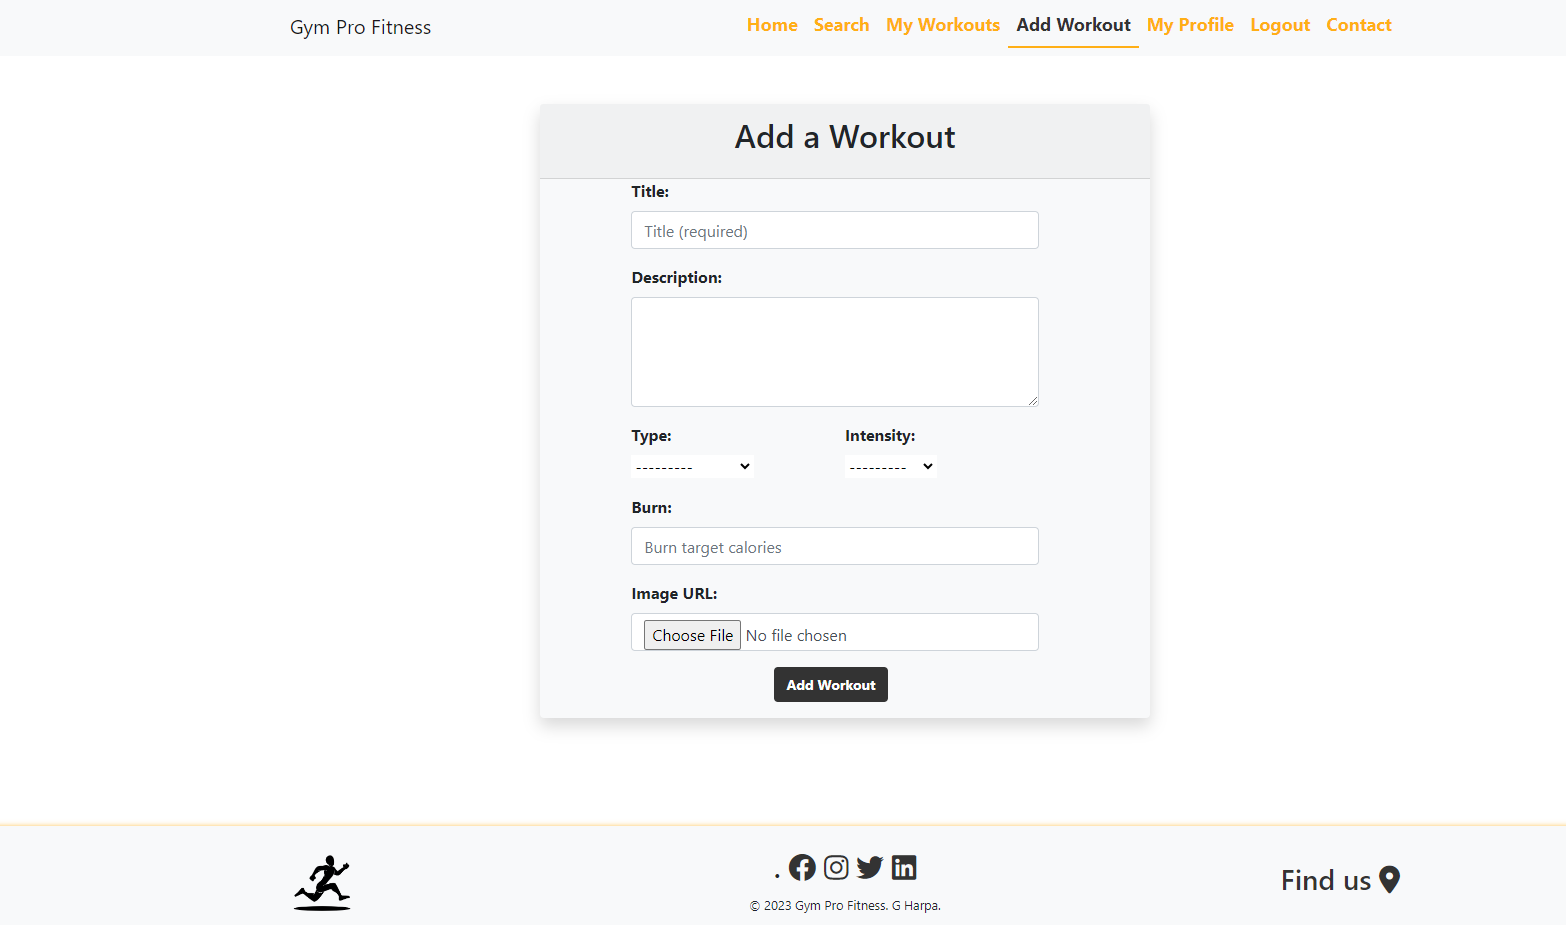 Gym Pro Fitness
Home Search My Workouts Add Workout My Profile Logout Contact
Add a Workout
Title:
Title (required)
Description:
Type: Intensity:
--------- ---------
Burn:
Burn target calories
Image URL:
Choose File No file chosen
Add Workout
Find us
© 2023 Gym Pro Fitness. G Harpa.